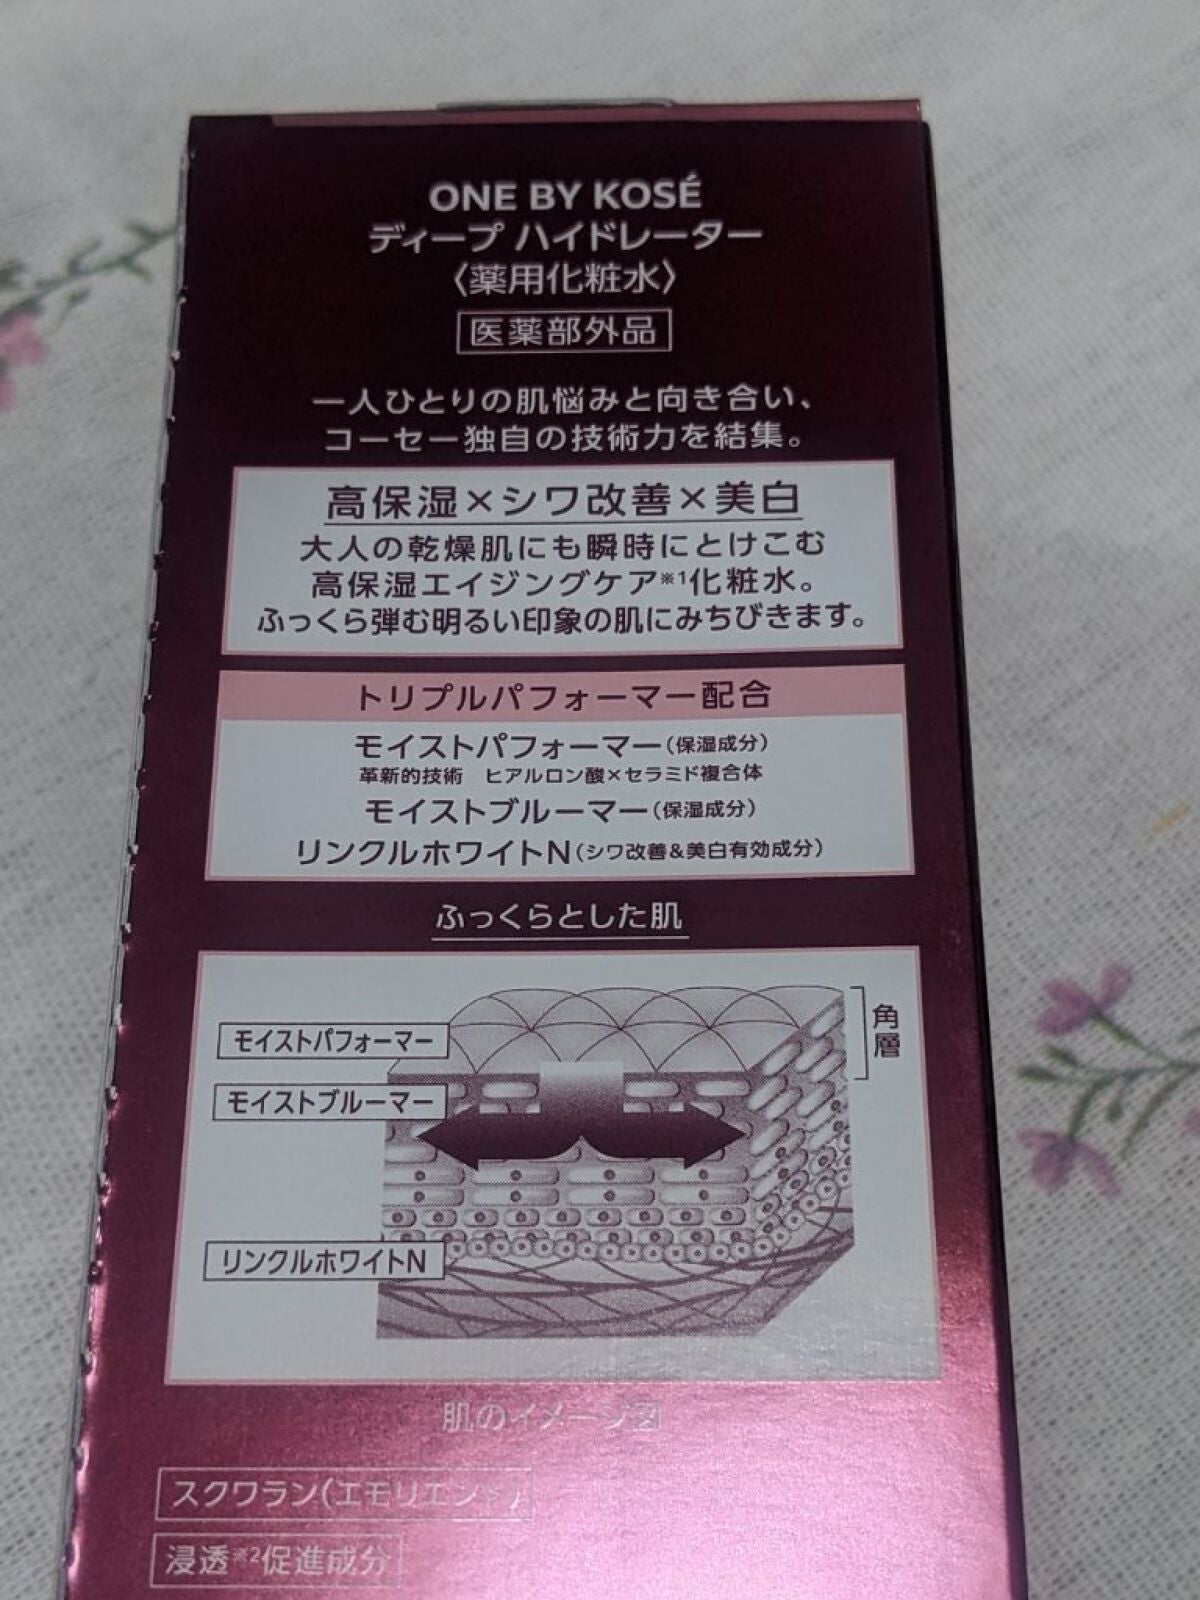 ONE BY KOSÉ
ディープ ハイドレーター
〈薬用化粧水〉
医薬部外品
一人ひとりの肌悩みと向き合い、
コーセー独自の技術力を結集。
高保湿×シワ改善×美白
大人の乾燥肌にも瞬時にとけこむ
高保湿エイジングケア※1化粧水。
ふっくら弾む明るい印象の肌にみちびきます。
トリプルパフォーマー配合
モイストパフォーマー（保湿成分）
革新的技術　ヒアルロン酸×セラミド複合体
モイストブルーマー（保湿成分）
リンクルホワイトN（シワ改善&美白有効成分）
ふっくらとした肌
モイストパフォーマー
角層
モイストブルーマー
リンクルホワイトN
肌のイメージ図
スクワラン（エモリエント）
浸透※2促進成分